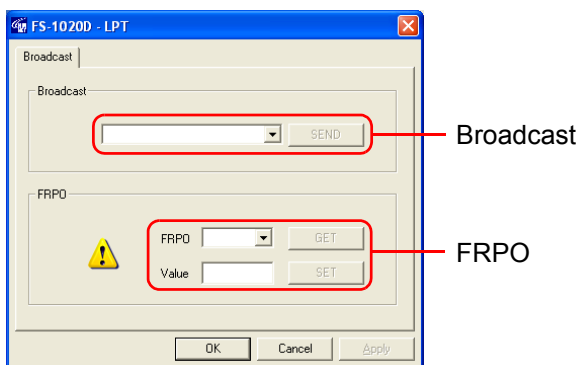 FS-1020D - LPT
Broadcast
Broadcast
SEND
Broadcast
FRPO
FRPO
GET
Value
SET
FRPO
OK
Cancel
Apply